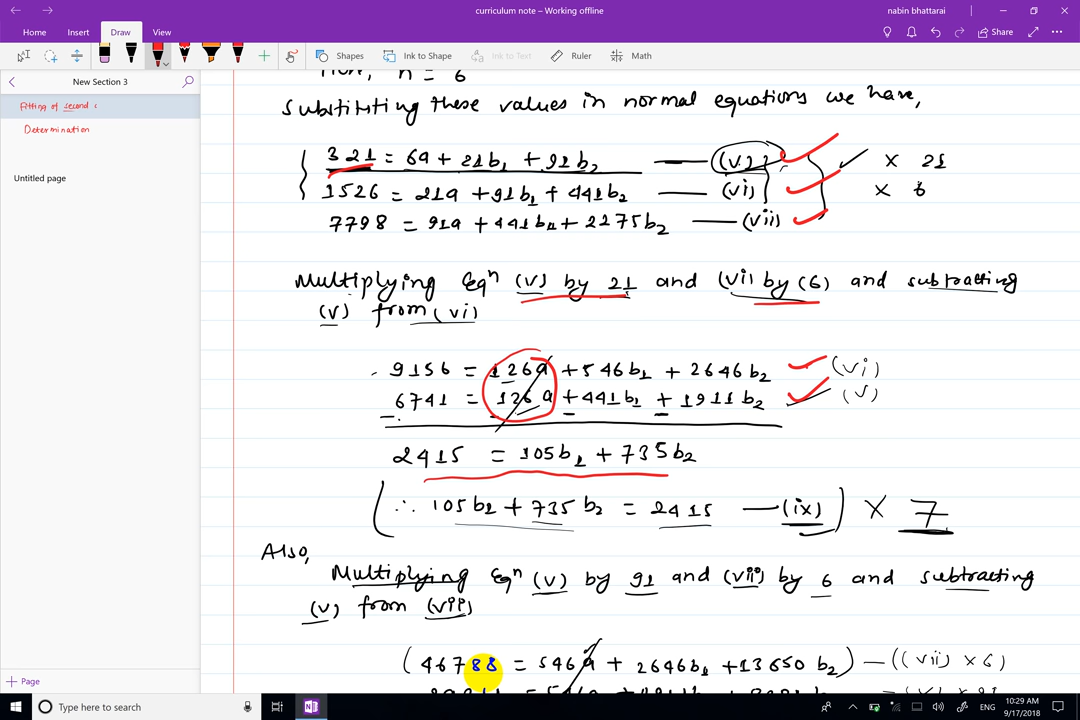 curriculum note – Working offline
nabin bhattarai
Home Insert Draw View
Share
Shapes Ink to Shape Ink to Text Ruler Math
New Section 3
Fitting of second
Determination
Untitled page
n = 6
Substititing these values in normal equations we have,
321 = 6a + 21b1 + 91b2 — (v) × 21
1526 = 21a + 91b1 + 441b2 — (vi) × 6
7798 = 91a + 441b1 + 2275b2 — (vii)
Multiplying Eqn (v) by 21 and (vi) by (6) and subtracting
(v) from (vi)
9156 = 126a + 546b1 + 2646b2 (vi)
6741 = 126a + 441b1 + 1911b2 (v)
2415 = 105b1 + 735b2
(∴ 105b1 + 735b2 = 2415 — (ix)) × 7
Also,
Multiplying Eqn (v) by 91 and (vii) by 6 and subtracting
(v) from (vii)
(46788 = 546a + 2646b1 + 13650b2) — ((vii) × 6)
+ Page
Type here to search
ENG
10:29 AM
9/17/2018